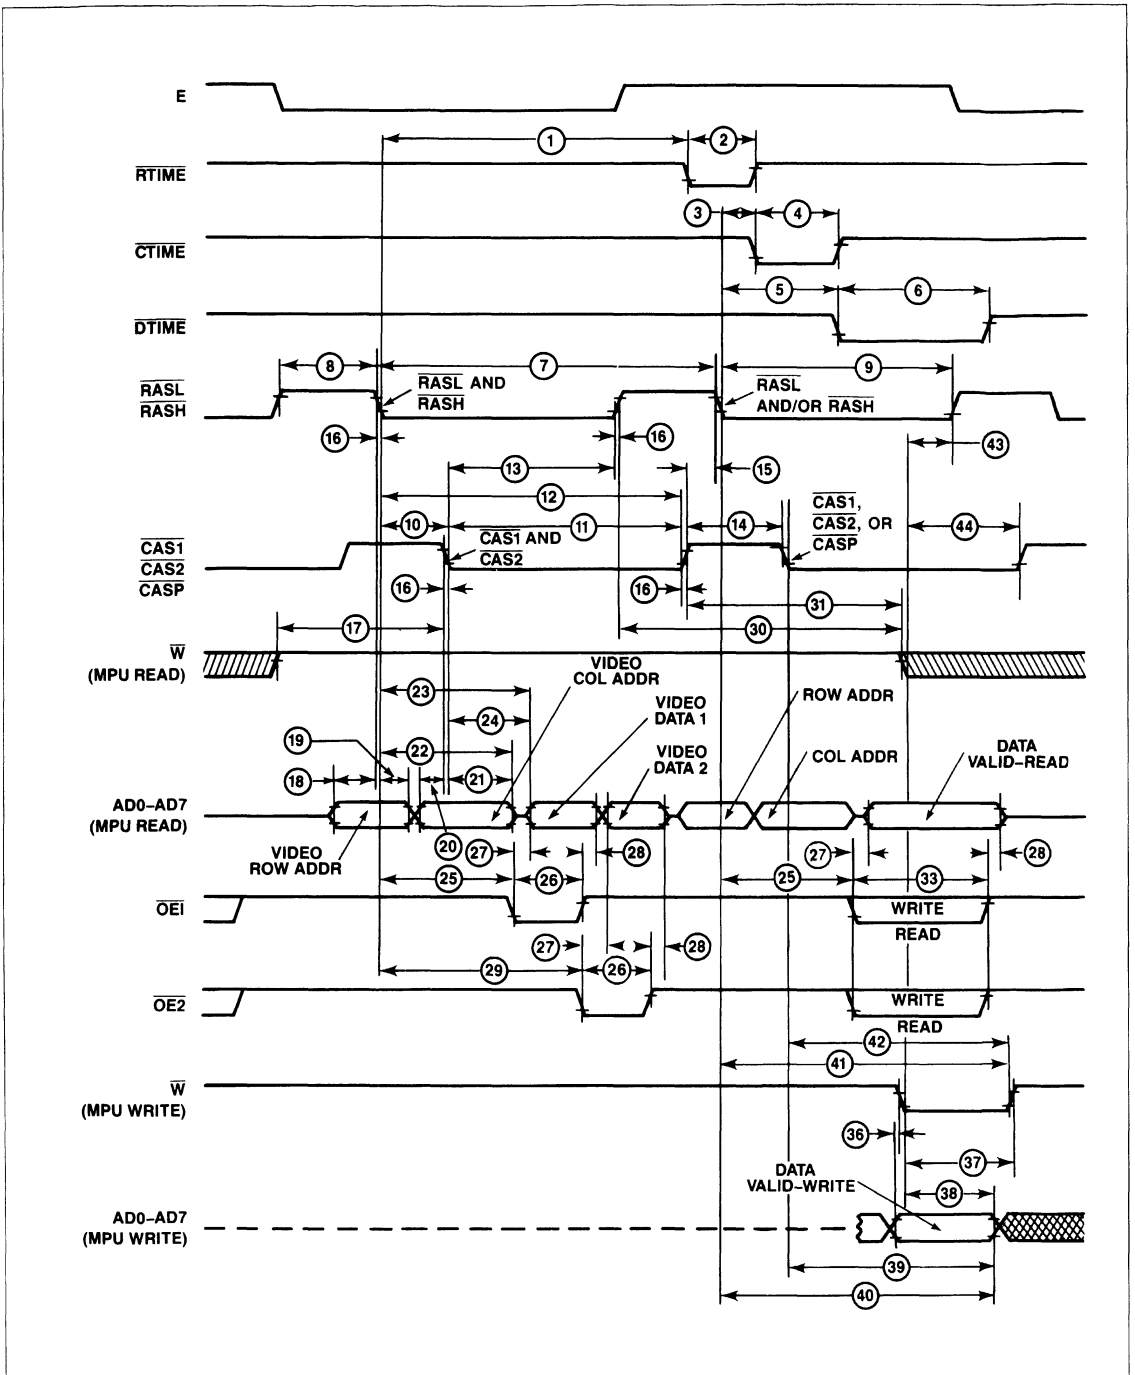 E
1
2
RTIME
3
4
CTIME
5
6
DTIME
8
7
9
RASL
RASH
RASL AND
RASH
RASL
AND/OR RASH
16
16
43
13
15
12
CAS1,
CAS2, OR
CASP
10
11
14
44
CAS1
CAS2
CASP
CAS1 AND
CAS2
16
16
31
17
30
W
(MPU READ)
VIDEO
COL ADDR
23
ROW ADDR
VIDEO
DATA 1
24
19
22
VIDEO
DATA 2
COL ADDR
DATA
VALID–READ
18
21
AD0–AD7
(MPU READ)
20
VIDEO
ROW ADDR
27
28
27
28
25
26
25
33
OE1
WRITE
READ
27
28
29
26
OE2
WRITE
READ
42
41
W
(MPU WRITE)
36
37
DATA
VALID–WRITE
38
AD0–AD7
(MPU WRITE)
39
40